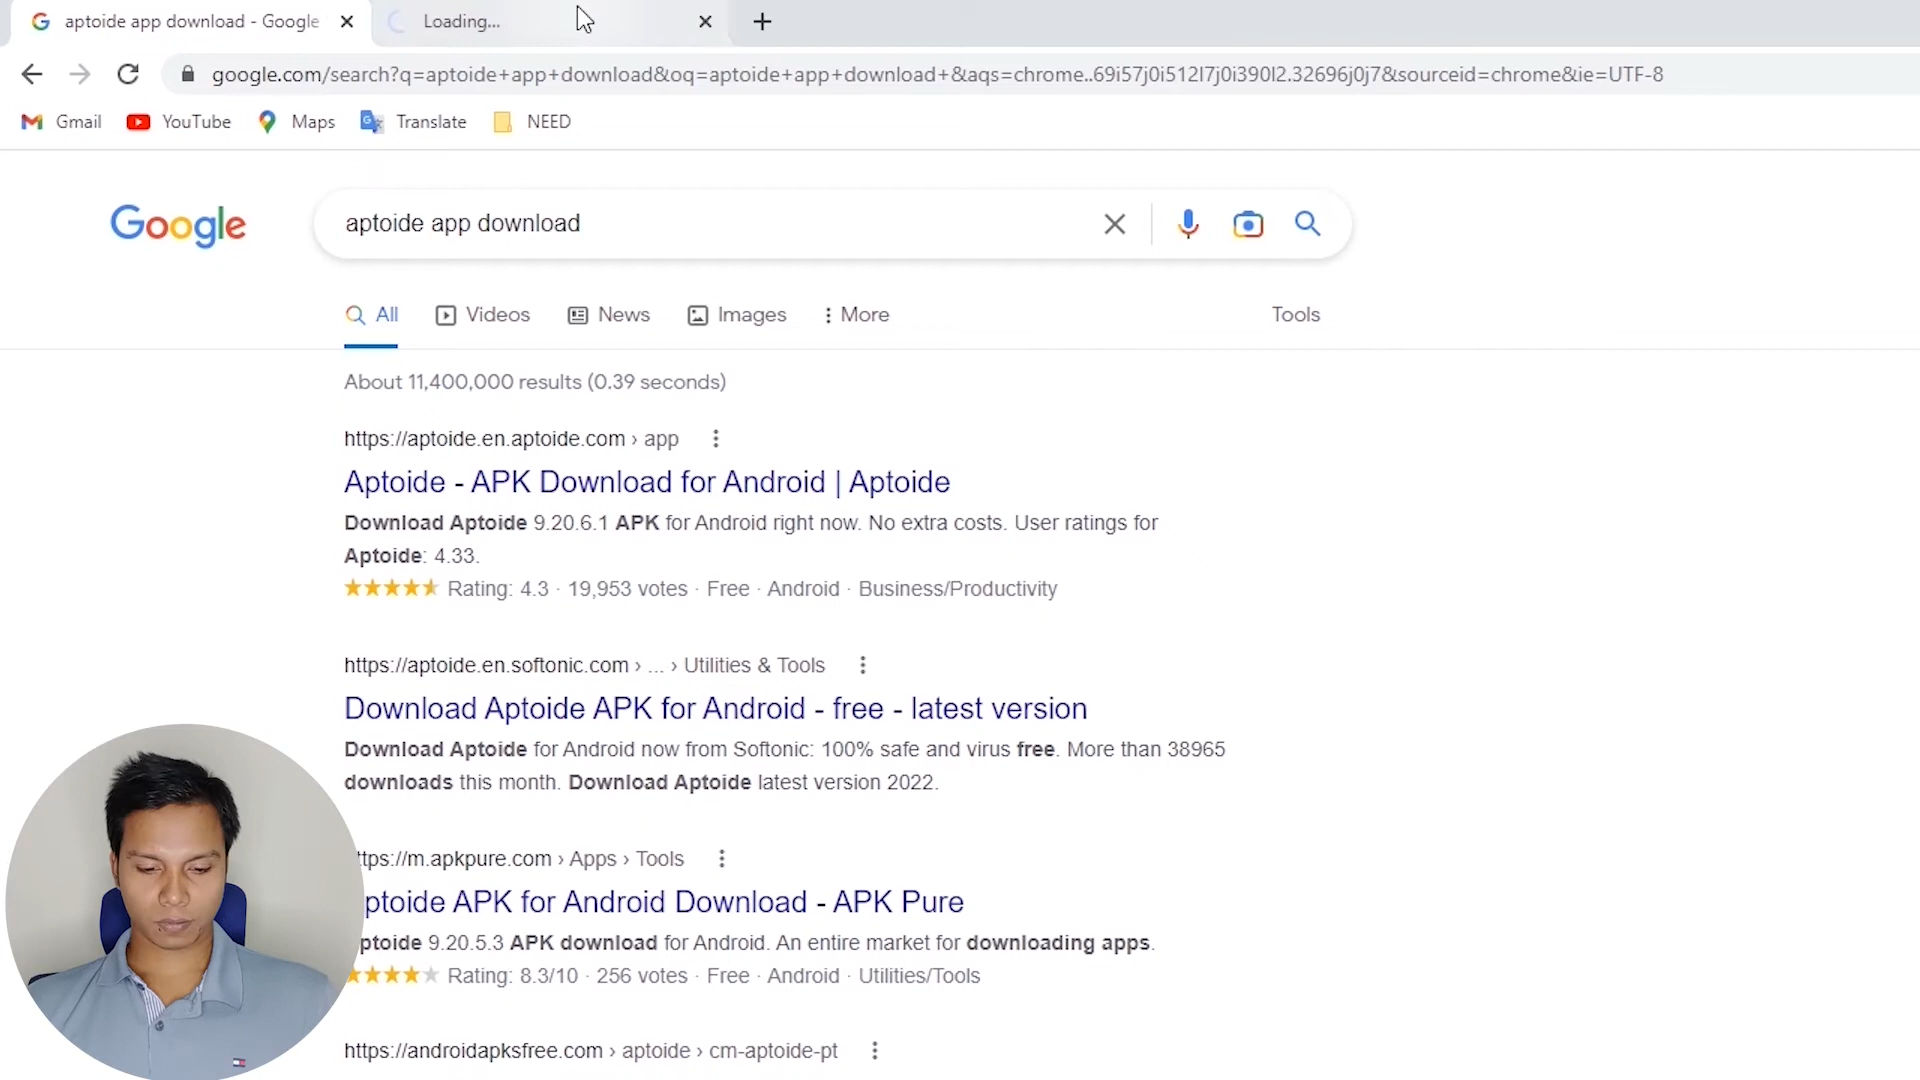 aptoide app download - Google
Loading...
google.com/search?q=aptoide+app+download&oq=aptoide+app+download+&aqs=chrome..69i57j0i512l7j0i390l2.32696j0j7&sourceid=chrome&ie=UTF-8
Gmail YouTube Maps Translate NEED
Google aptoide app download
All Videos News Images More Tools
About 11,400,000 results (0.39 seconds)
https://aptoide.en.aptoide.com › app
Aptoide - APK Download for Android | Aptoide
Download Aptoide 9.20.6.1 APK for Android right now. No extra costs. User ratings for
Aptoide: 4.33.
Rating: 4.3 · 19,953 votes · Free · Android · Business/Productivity
https://aptoide.en.softonic.com › ... › Utilities & Tools
Download Aptoide APK for Android - free - latest version
Download Aptoide for Android now from Softonic: 100% safe and virus free. More than 38965
downloads this month. Download Aptoide latest version 2022.
ttps://m.apkpure.com › Apps › Tools
ptoide APK for Android Download - APK Pure
ptoide 9.20.5.3 APK download for Android. An entire market for downloading apps.
Rating: 8.3/10 · 256 votes · Free · Android · Utilities/Tools
https://androidapksfree.com › aptoide › cm-aptoide-pt